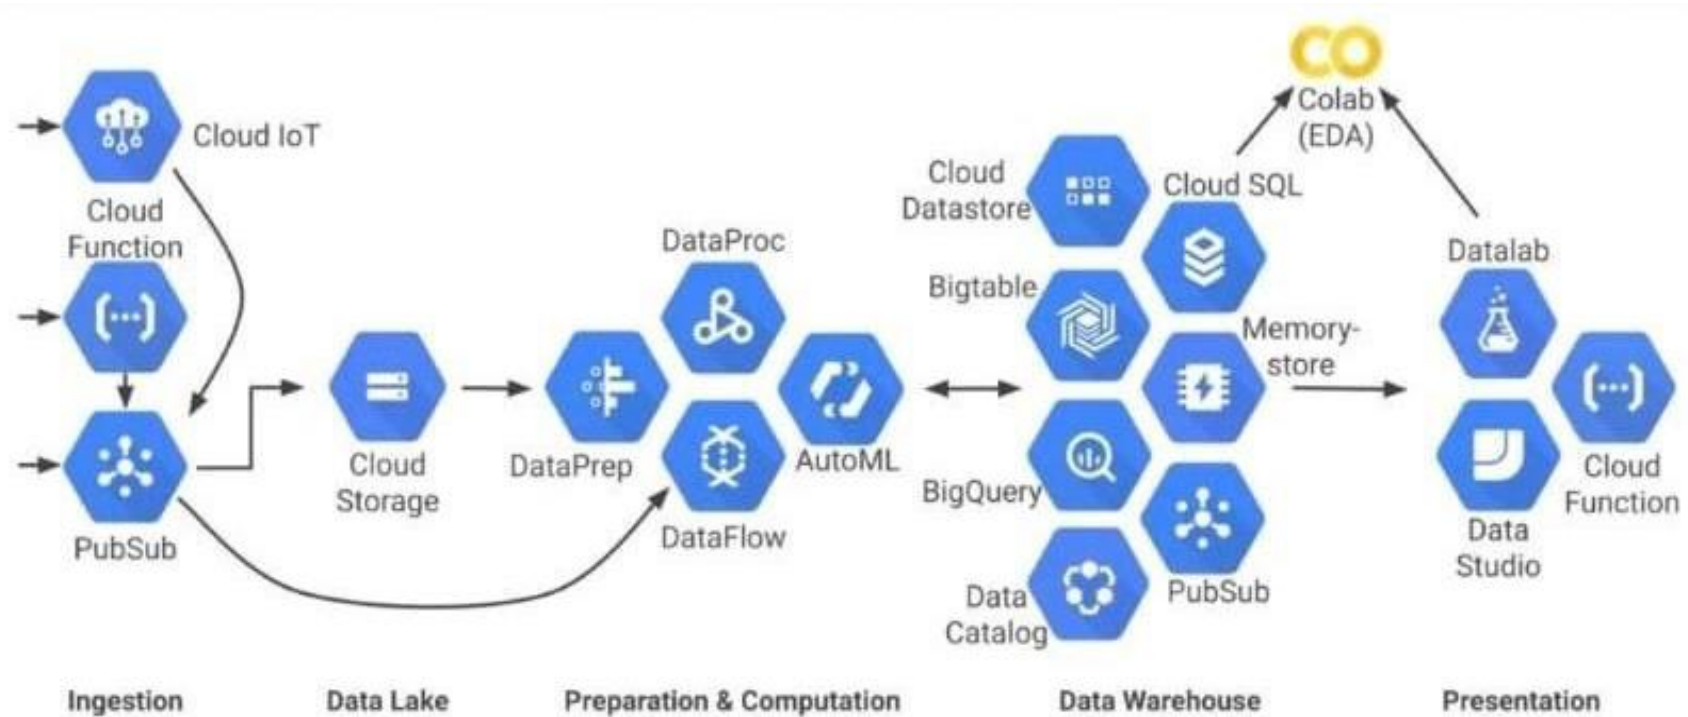 CO
Colab
(EDA)
Cloud IoT
Cloud
Function
PubSub
Cloud
Storage
DataProc
DataPrep
AutoML
DataFlow
Cloud
Datastore
Cloud SQL
Bigtable
Memory-
store
BigQuery
PubSub
Data
Catalog
Datalab
Cloud
Function
Data
Studio
Ingestion
Data Lake
Preparation & Computation
Data Warehouse
Presentation